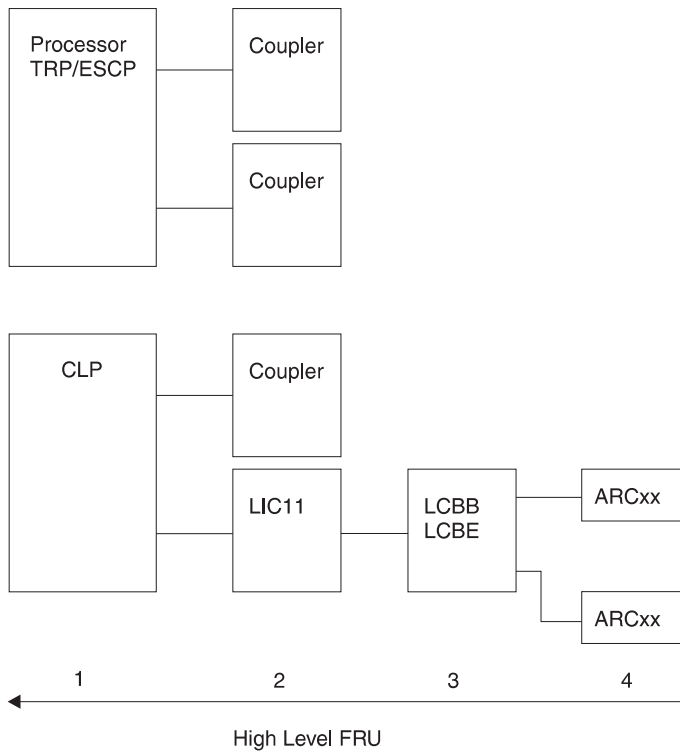 Processor
TRP/ESCP
Coupler
Coupler
CLP
Coupler
LIC11
LCBB
LCBE
ARCxx
ARCxx
1 2 3 4
High Level FRU